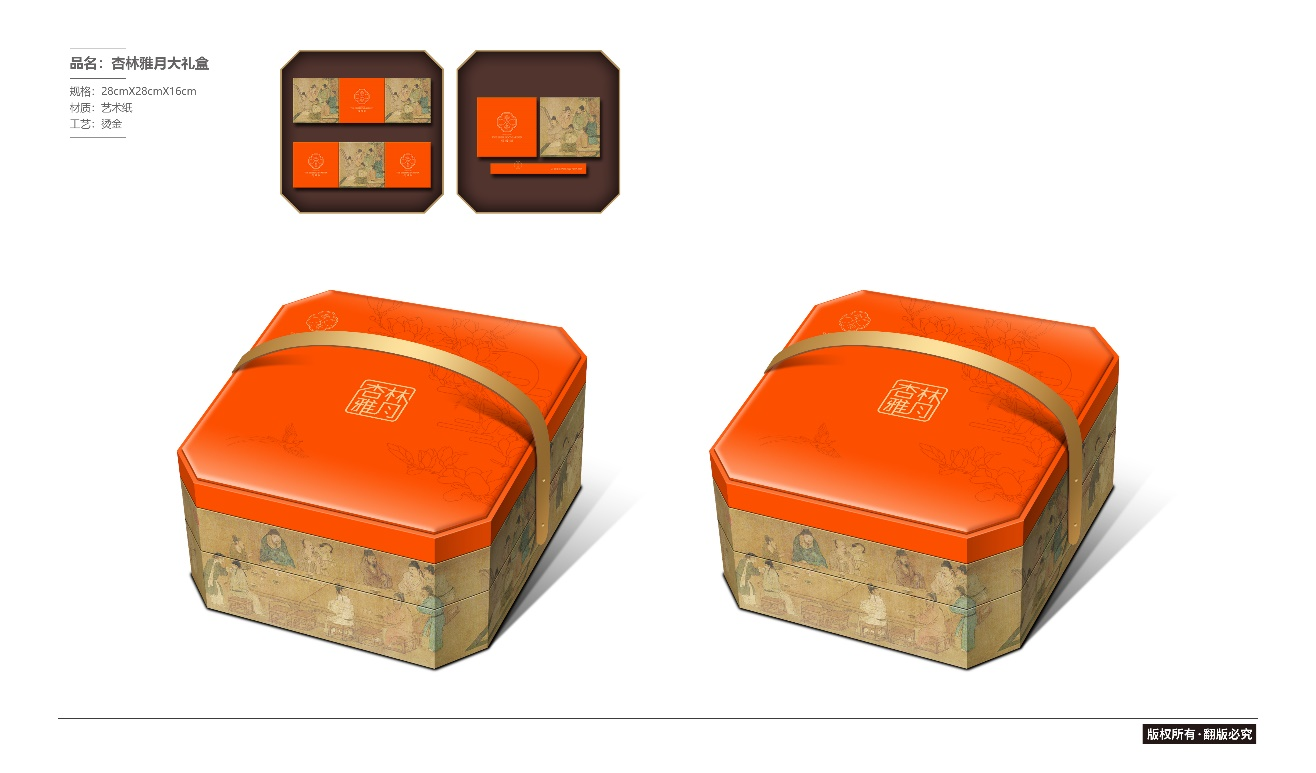 品名：杏林雅月大礼盒
规格：28cmX28cmX16cm
材质：艺术纸
工艺：烫金
杏林
雅月
杏林
雅月
版权所有·翻版必究